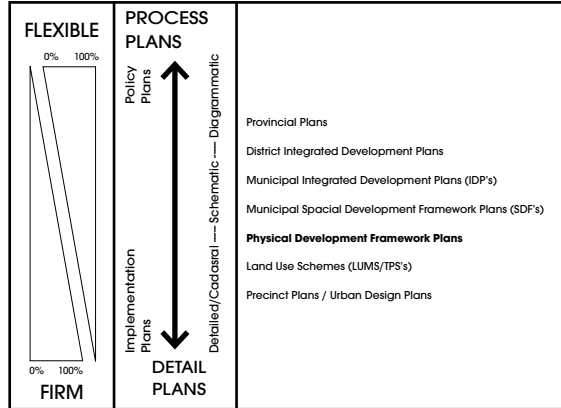 FLEXIBLE
0% 100%
0% 100%
FIRM
PROCESS
PLANS
Policy
Plans
Implementation
Plans
Detailed/Cadasral --- Schematic --- Diagrammatic
DETAIL
PLANS
Provincial Plans
District Integrated Development Plans
Municipal Integrated Development Plans (IDP's)
Municipal Spacial Development Framework Plans (SDF's)
Physical Development Framework Plans
Land Use Schemes (LUMS/TPS's)
Precinct Plans / Urban Design Plans